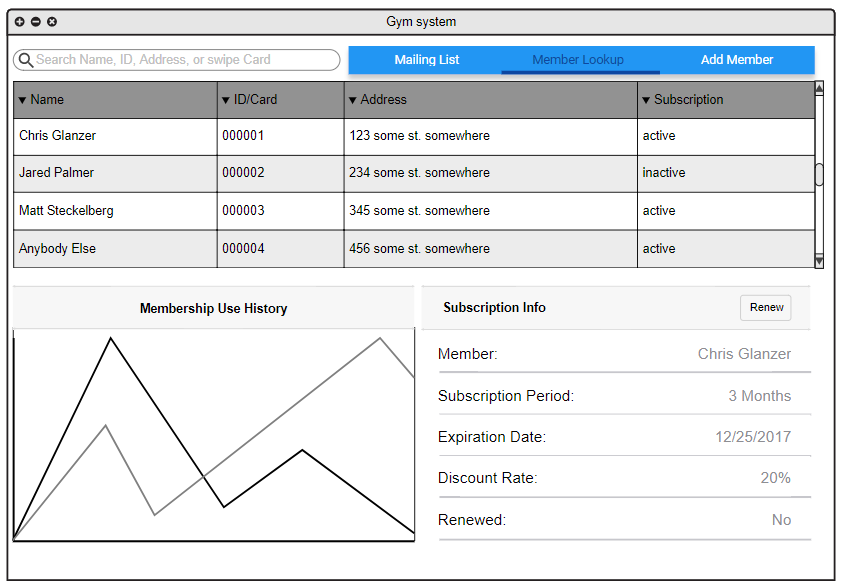 Gym system
Search Name, ID, Address, or swipe Card
Mailing List
Member Lookup
Add Member
Name ID/Card Address Subscription
Chris Glanzer 000001 123 some st. somewhere active
Jared Palmer 000002 234 some st. somewhere inactive
Matt Steckelberg 000003 345 some st. somewhere active
Anybody Else 000004 456 some st. somewhere active
Membership Use History
Subscription Info Renew
Member: Chris Glanzer
Subscription Period: 3 Months
Expiration Date: 12/25/2017
Discount Rate: 20%
Renewed: No